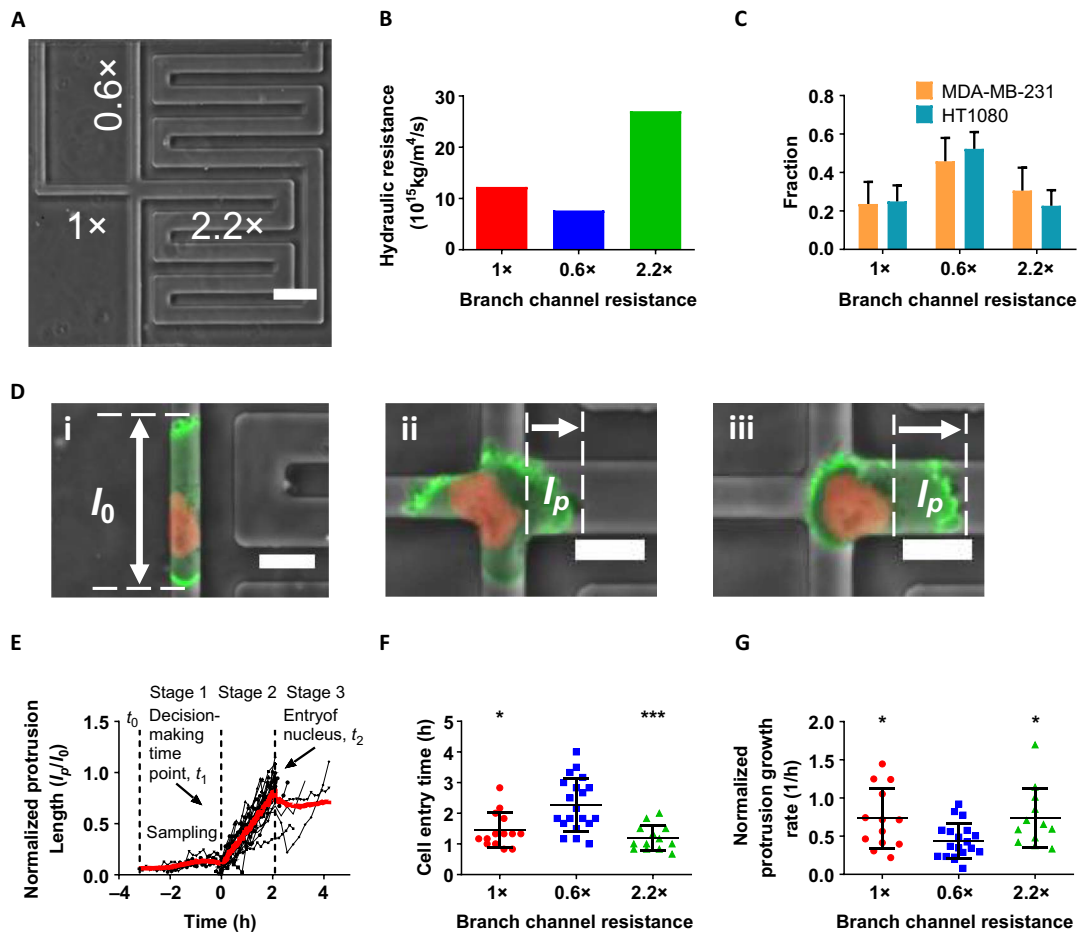 A
0.6×
1×
2.2×
B
Hydraulic resistance
(10¹⁵kg/m⁴/s)
30
20
10
0
1×
0.6×
2.2×
Branch channel resistance
C
MDA-MB-231
HT1080
Fraction
0.8
0.6
0.4
0.2
0.0
1×
0.6×
2.2×
Branch channel resistance
D
i
l₀
ii
lₚ
iii
lₚ
E
Normalized protrusion
Length (lₚ/l₀)
Stage 1 Stage 2 Stage 3
t₀
Decision-
making
time
point, t₁
Entryof
nucleus, t₂
Sampling
1.5
1.0
0.5
0.0
−4 −2 0 2 4
Time (h)
F
Cell entry time (h)
5
4
3
2
1
0
* ***
1× 0.6× 2.2×
Branch channel resistance
G
Normalized
protrusion growth
rate (1/h)
2.0
1.5
1.0
0.5
0.0
* *
1× 0.6× 2.2×
Branch channel resistance